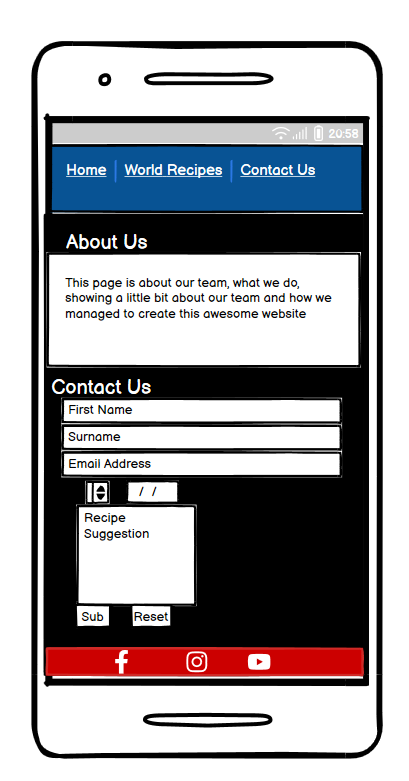 20:58
Home World Recipes Contact Us
About Us
This page is about our team, what we do,
showing a little bit about our team and how we
managed to create this awesome website
Contact Us
First Name
Surname
Email Address
/ /
Recipe
Suggestion
Sub Reset